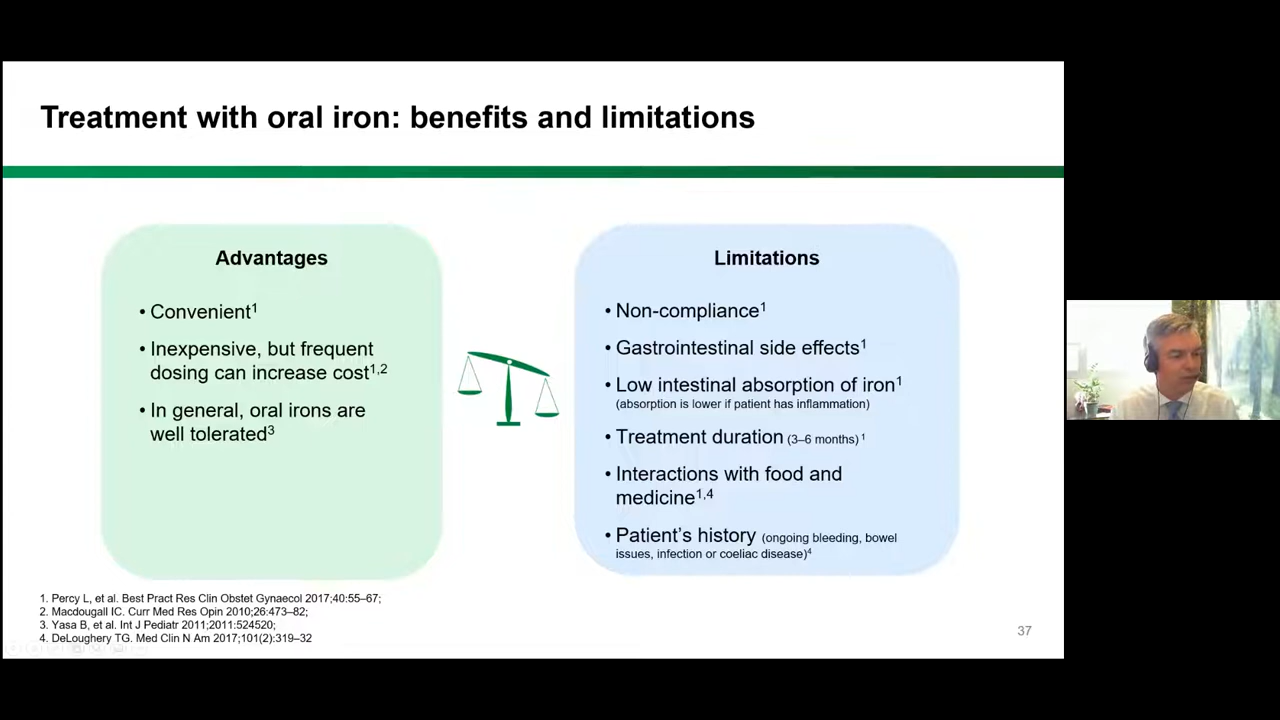 Treatment with oral iron: benefits and limitations
Advantages
• Convenient1
• Inexpensive, but frequent
dosing can increase cost1,2
• In general, oral irons are
well tolerated3
Limitations
• Non-compliance1
• Gastrointestinal side effects1
• Low intestinal absorption of iron1
(absorption is lower if patient has inflammation)
• Treatment duration (3–6 months) 1
• Interactions with food and
medicine1,4
• Patient’s history (ongoing bleeding, bowel
issues, infection or coeliac disease)4
1. Percy L, et al. Best Pract Res Clin Obstet Gynaecol 2017;40:55–67;
2. Macdougall IC. Curr Med Res Opin 2010;26:473–82;
3. Yasa B, et al. Int J Pediatr 2011;2011:524520;
4. DeLoughery TG. Med Clin N Am 2017;101(2):319–32
37